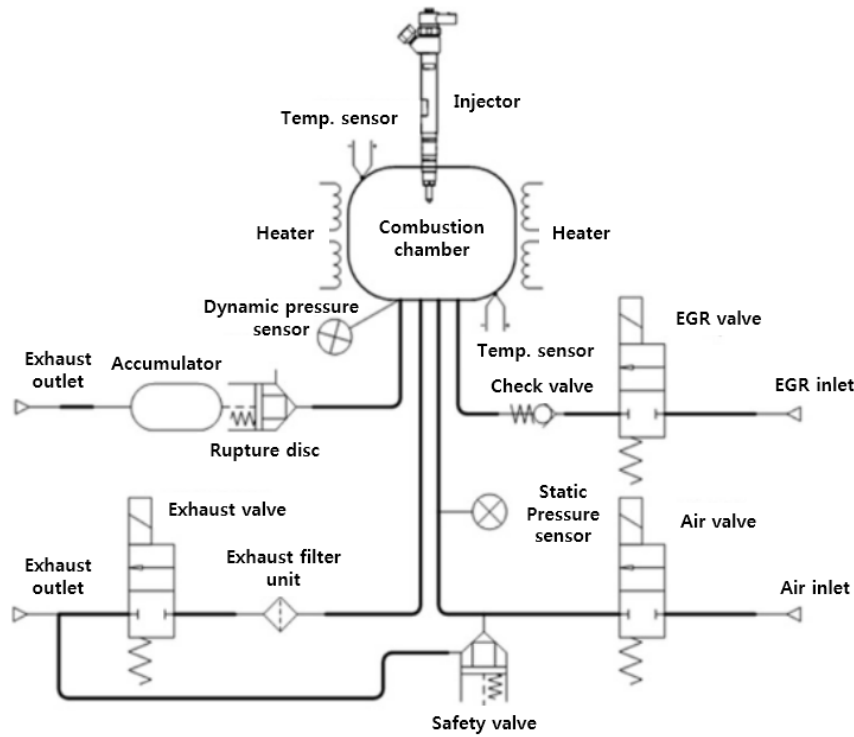 Injector
Temp. sensor
Combustion
chamber
Heater
Heater
Dynamic pressure
sensor
Temp. sensor
EGR valve
Exhaust
outlet
Accumulator
Check valve
EGR inlet
Rupture disc
Exhaust valve
Static
Pressure
sensor
Air valve
Exhaust
outlet
Exhaust filter
unit
Air inlet
Safety valve